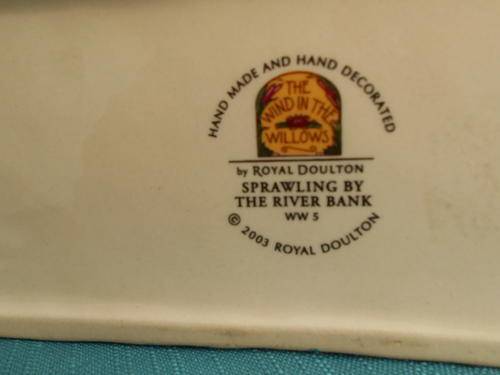 HAND MADE AND HAND DECORATED
THE
WIND IN THE
WILLOWS
by ROYAL DOULTON
SPRAWLING BY
THE RIVER BANK
WW 5
© 2003 ROYAL DOULTON